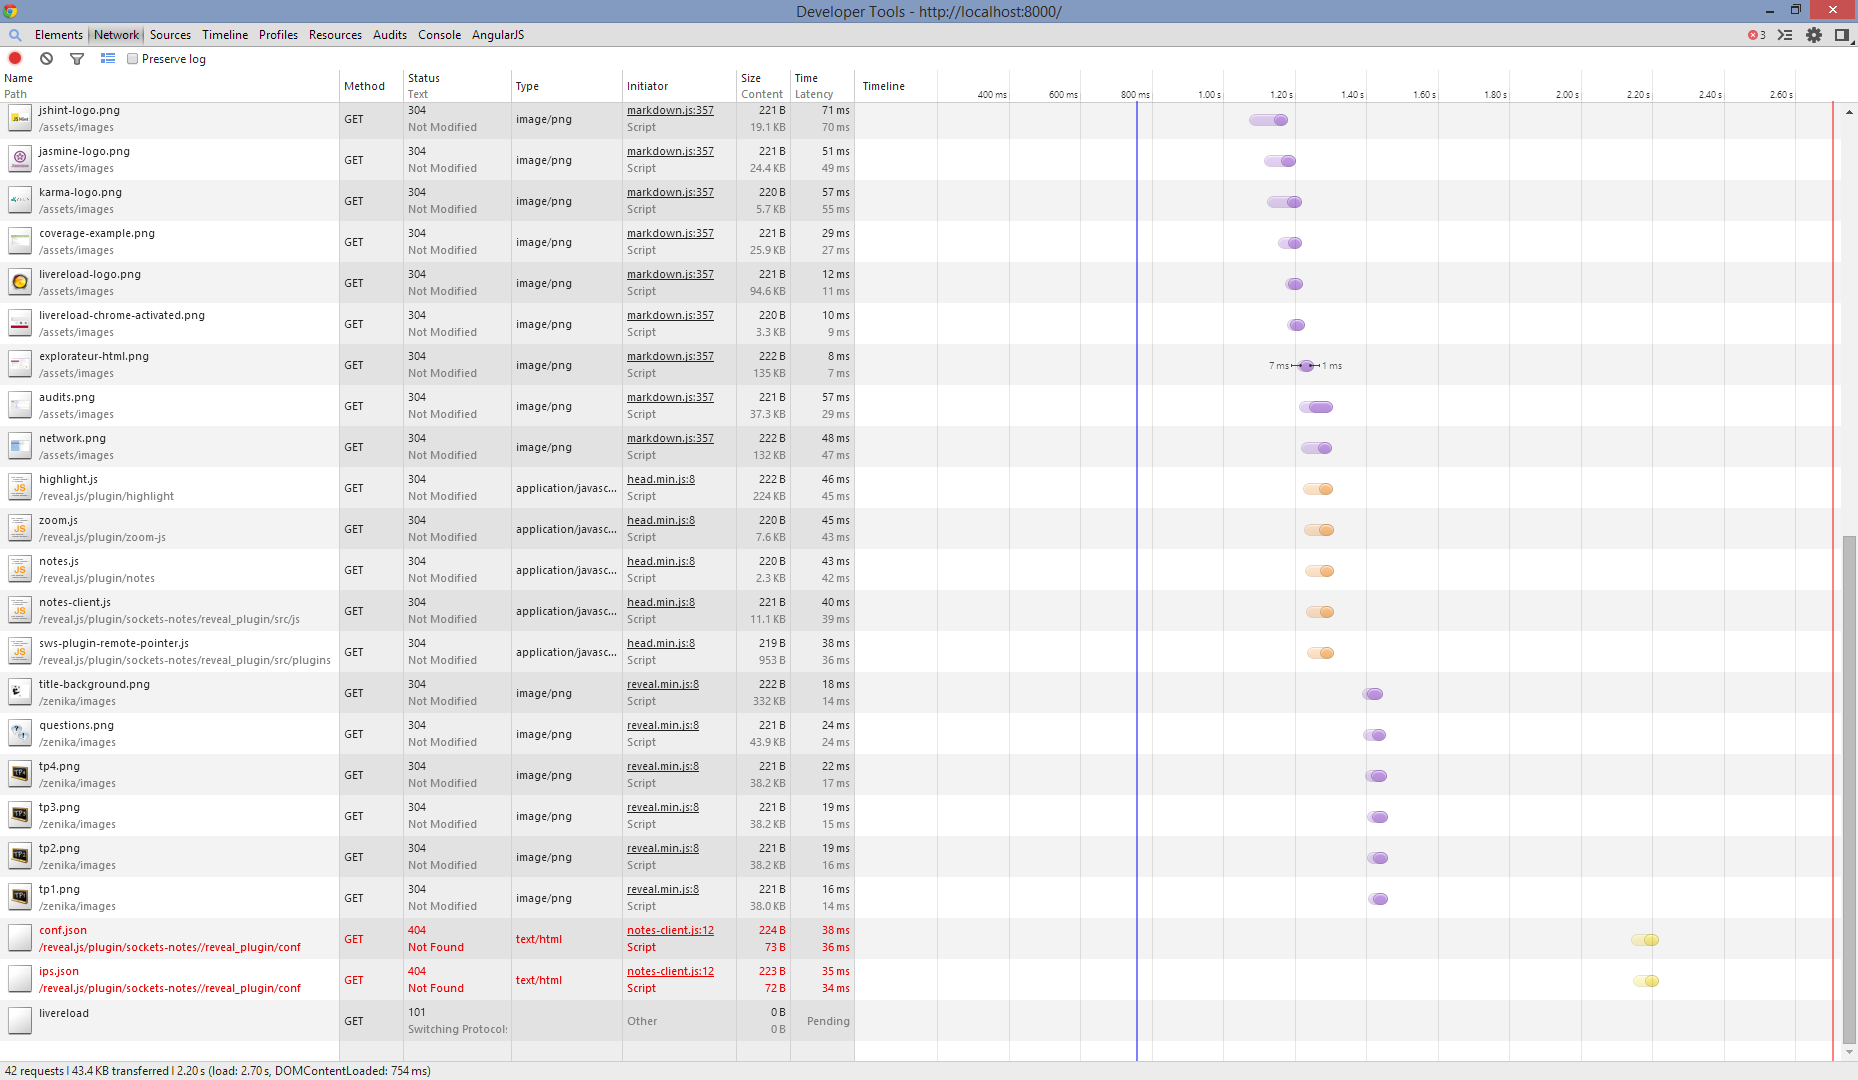 Developer Tools - http://localhost:8000/
Elements Network Sources Timeline Profiles Resources Audits Console AngularJS 3
Preserve log
Name Method Status Type Initiator Size Time Timeline
Path Text Content Latency
400 ms 600 ms 800 ms 1.00 s 1.20 s 1.40 s 1.60 s 1.80 s 2.00 s 2.20 s 2.40 s 2.60 s
jshint-logo.png GET 304 image/png markdown.js:357 221 B 71 ms
/assets/images Not Modified Script 19.1 KB 70 ms
jasmine-logo.png GET 304 image/png markdown.js:357 221 B 51 ms
/assets/images Not Modified Script 24.4 KB 49 ms
karma-logo.png GET 304 image/png markdown.js:357 220 B 57 ms
/assets/images Not Modified Script 5.7 KB 55 ms
coverage-example.png GET 304 image/png markdown.js:357 221 B 29 ms
/assets/images Not Modified Script 25.9 KB 27 ms
livereload-logo.png GET 304 image/png markdown.js:357 221 B 12 ms
/assets/images Not Modified Script 94.6 KB 11 ms
livereload-chrome-activated.png GET 304 image/png markdown.js:357 220 B 10 ms
/assets/images Not Modified Script 3.3 KB 9 ms
explorateur-html.png GET 304 image/png markdown.js:357 222 B 8 ms 7 ms 1 ms
/assets/images Not Modified Script 135 KB 7 ms
audits.png GET 304 image/png markdown.js:357 221 B 57 ms
/assets/images Not Modified Script 37.3 KB 29 ms
network.png GET 304 image/png markdown.js:357 222 B 48 ms
/assets/images Not Modified Script 132 KB 47 ms
highlight.js GET 304 application/javasc... head.min.js:8 222 B 46 ms
/reveal.js/plugin/highlight Not Modified Script 224 KB 45 ms
zoom.js GET 304 application/javasc... head.min.js:8 220 B 45 ms
/reveal.js/plugin/zoom-js Not Modified Script 7.6 KB 43 ms
notes.js GET 304 application/javasc... head.min.js:8 220 B 43 ms
/reveal.js/plugin/notes Not Modified Script 2.3 KB 42 ms
notes-client.js GET 304 application/javasc... head.min.js:8 221 B 40 ms
/reveal.js/plugin/sockets-notes/reveal_plugin/src/js Not Modified Script 11.1 KB 39 ms
sws-plugin-remote-pointer.js GET 304 application/javasc... head.min.js:8 219 B 38 ms
/reveal.js/plugin/sockets-notes/reveal_plugin/src/plugins Not Modified Script 953 B 36 ms
title-background.png GET 304 image/png reveal.min.js:8 222 B 18 ms
/zenika/images Not Modified Script 332 KB 14 ms
questions.png GET 304 image/png reveal.min.js:8 221 B 24 ms
/zenika/images Not Modified Script 43.9 KB 24 ms
tp4.png GET 304 image/png reveal.min.js:8 221 B 22 ms
/zenika/images Not Modified Script 38.2 KB 17 ms
tp3.png GET 304 image/png reveal.min.js:8 221 B 19 ms
/zenika/images Not Modified Script 38.2 KB 15 ms
tp2.png GET 304 image/png reveal.min.js:8 221 B 19 ms
/zenika/images Not Modified Script 38.2 KB 16 ms
tp1.png GET 304 image/png reveal.min.js:8 221 B 16 ms
/zenika/images Not Modified Script 38.0 KB 14 ms
conf.json GET 404 text/html notes-client.js:12 224 B 38 ms
/reveal.js/plugin/sockets-notes//reveal_plugin/conf Not Found Script 73 B 36 ms
ips.json GET 404 text/html notes-client.js:12 223 B 35 ms
/reveal.js/plugin/sockets-notes//reveal_plugin/conf Not Found Script 72 B 34 ms
livereload GET 101 Other 0 B Pending
Switching Protocols 0 B
42 requests | 43.4 KB transferred | 2.20 s (load: 2.70 s, DOMContentLoaded: 754 ms)